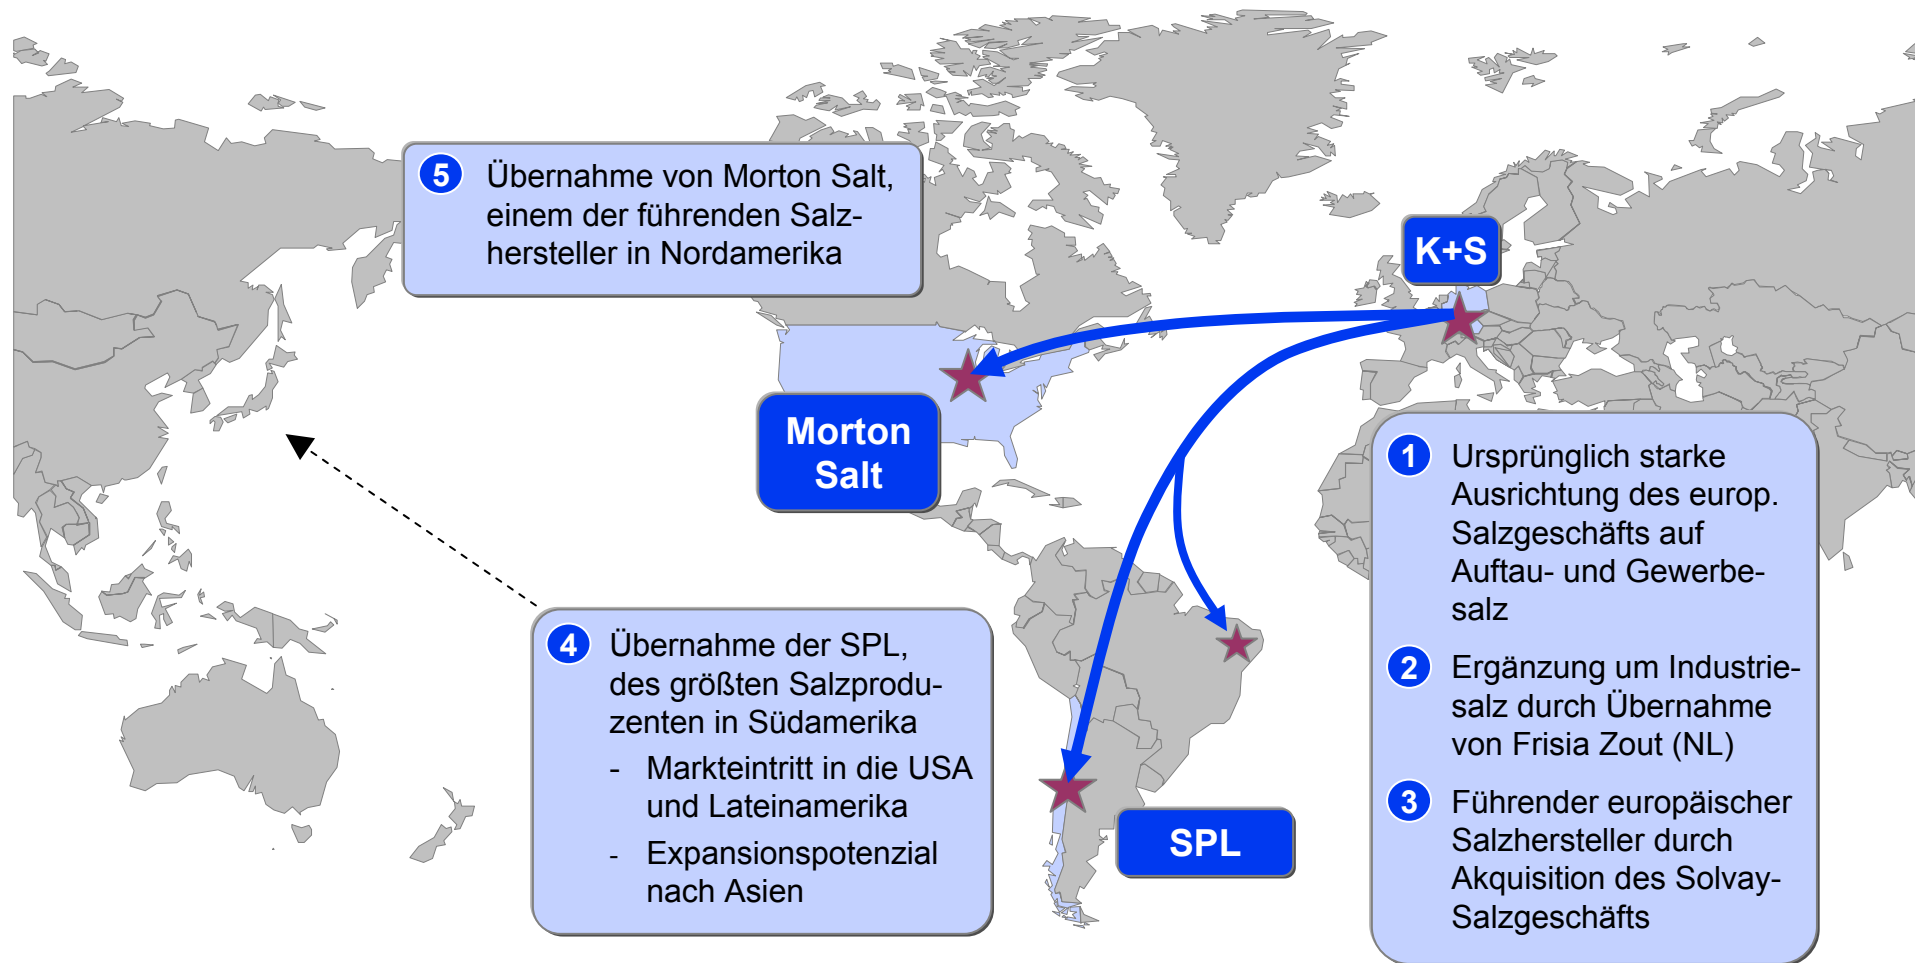 5 Übernahme von Morton Salt,
einem der führenden Salz-
hersteller in Nordamerika
K+S
Morton
Salt
1 Ursprünglich starke
Ausrichtung des europ.
Salzgeschäfts auf
Auftau- und Gewerbe-
salz
2 Ergänzung um Industrie-
salz durch Übernahme
von Frisia Zout (NL)
3 Führender europäischer
Salzhersteller durch
Akquisition des Solvay-
Salzgeschäfts
4 Übernahme der SPL,
des größten Salzprodu-
zenten in Südamerika
- Markteintritt in die USA
und Lateinamerika
- Expansionspotenzial
nach Asien
SPL